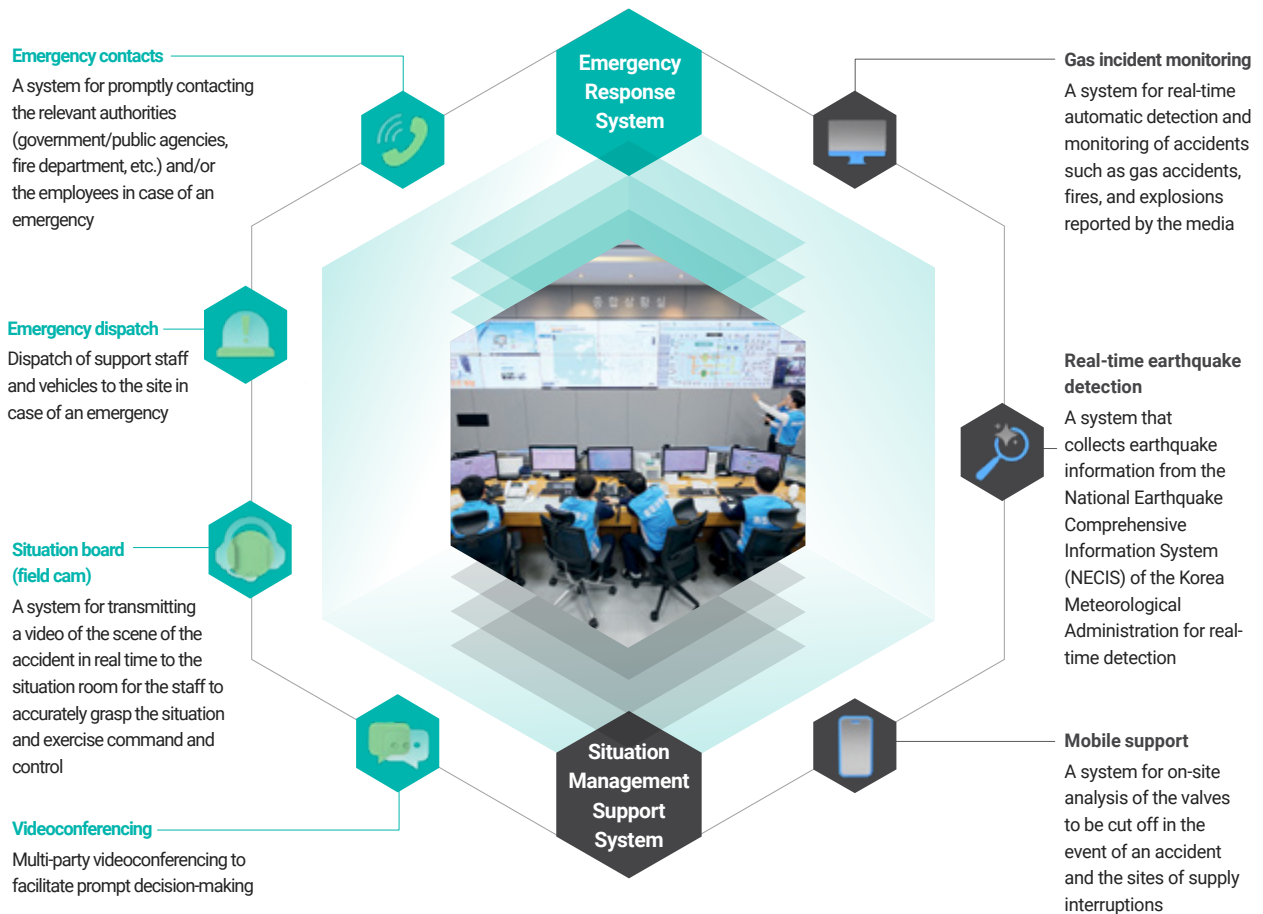 Emergency
Response
System
Emergency contacts
A system for promptly contacting
the relevant authorities
(government/public agencies,
fire department, etc.) and/or
the employees in case of an
emergency
Emergency dispatch
Dispatch of support staff
and vehicles to the site in
case of an emergency
Situation board
(field cam)
A system for transmitting
a video of the scene of the
accident in real time to the
situation room for the staff to
accurately grasp the situation
and exercise command and
control
Videoconferencing
Multi-party videoconferencing to
facilitate prompt decision-making
종합상황실
Gas incident monitoring
A system for real-time
automatic detection and
monitoring of accidents
such as gas accidents,
fires, and explosions
reported by the media
Real-time earthquake
detection
A system that
collects earthquake
information from the
National Earthquake
Comprehensive
Information System
(NECIS) of the Korea
Meteorological
Administration for real-
time detection
Mobile support
A system for on-site
analysis of the valves
to be cut off in the
event of an accident
and the sites of supply
interruptions
Situation
Management
Support
System